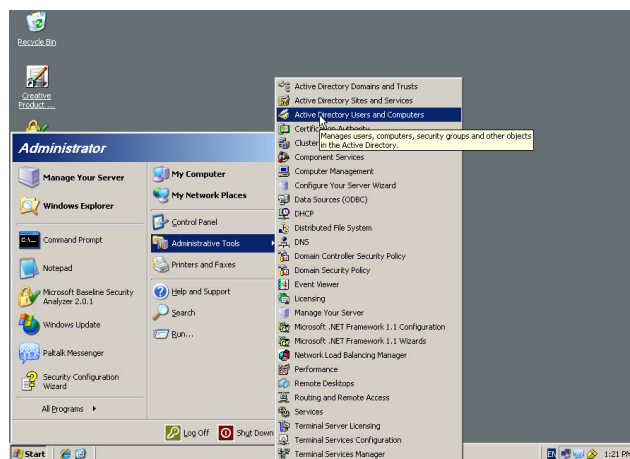 Recycle Bin
Creative
Product ...
Administrator
Manage Your Server
Windows Explorer
Command Prompt
Notepad
Microsoft Baseline Security
Analyzer 2.0.1
Windows Update
Paltalk Messenger
Security Configuration
Wizard
All Programs
My Computer
My Network Places
Control Panel
Administrative Tools
Printers and Faxes
Help and Support
Search
Run...
Log Off
Shut Down
Active Directory Domains and Trusts
Active Directory Sites and Services
Active Directory Users and Computers
Certification Authority
Manages users, computers, security groups and other objects
in the Active Directory.
Cluster
Component Services
Computer Management
Configure Your Server Wizard
Data Sources (ODBC)
DHCP
Distributed File System
DNS
Domain Controller Security Policy
Domain Security Policy
Event Viewer
Licensing
Manage Your Server
Microsoft .NET Framework 1.1 Configuration
Microsoft .NET Framework 1.1 Wizards
Network Load Balancing Manager
Performance
Remote Desktops
Routing and Remote Access
Services
Terminal Server Licensing
Terminal Services Configuration
Terminal Services Manager
Start
EN
1:21 PM